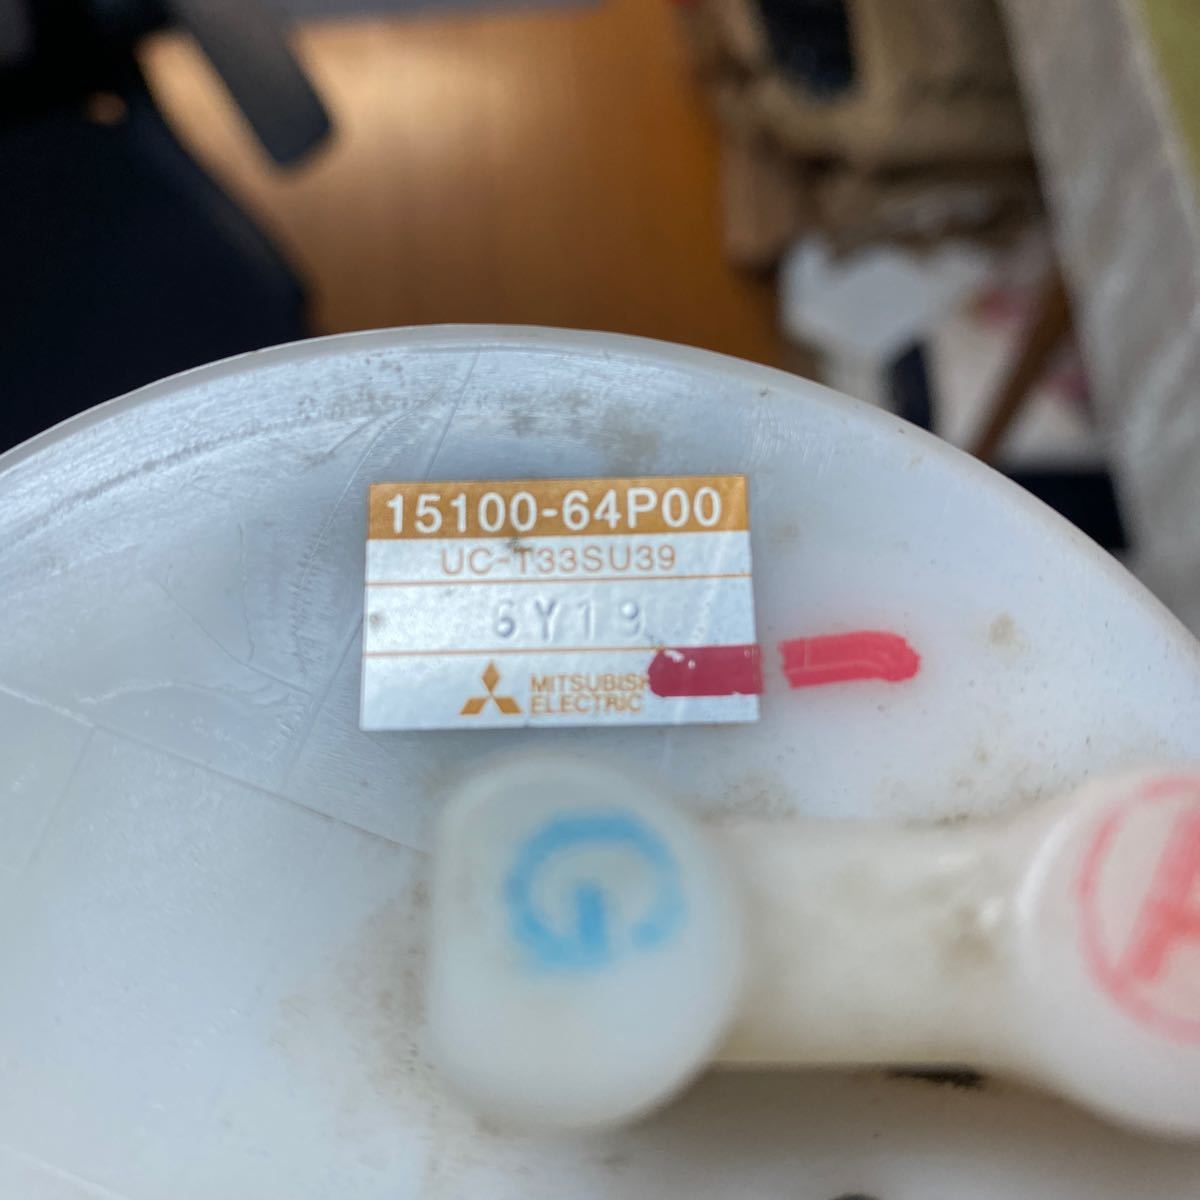 15100-64P00
UC-T33SU39
6Y19
MITSUBISHI
ELECTRIC